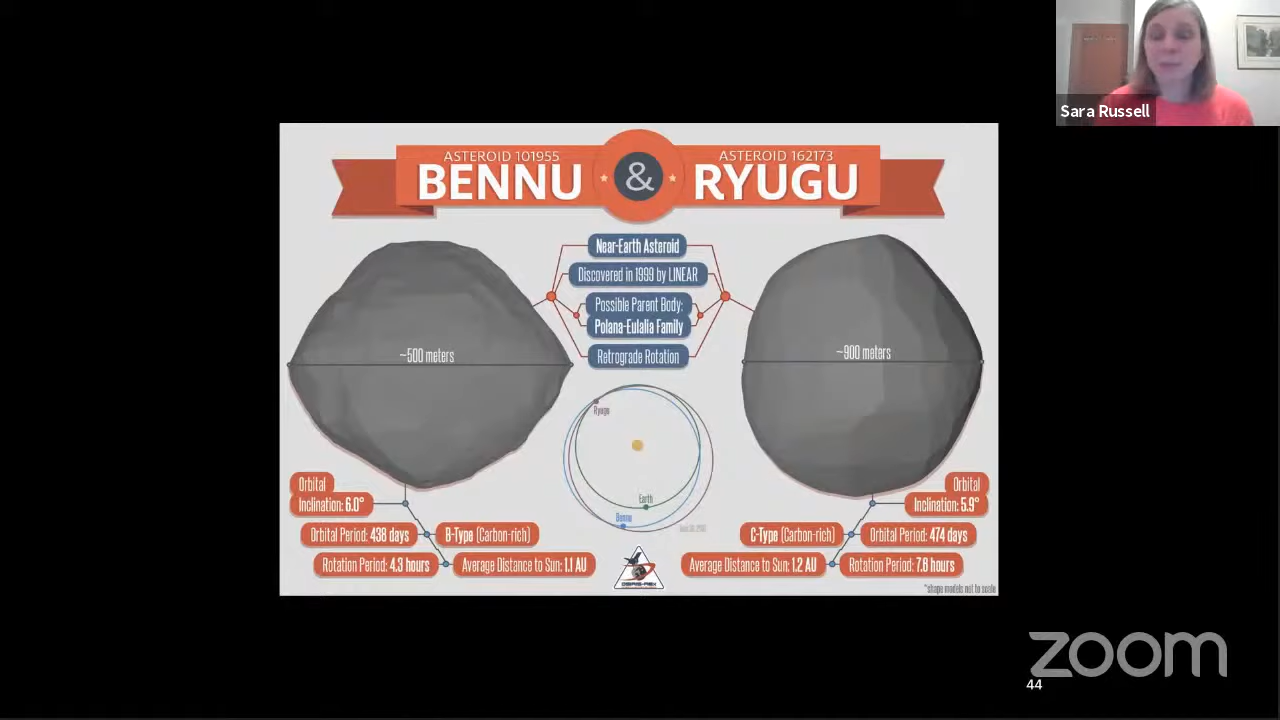 Sara Russell
ASTEROID 101955
BENNU
&
ASTEROID 162173
RYUGU
Near-Earth Asteroid
Discovered in 1999 by LINEAR
Possible Parent Body:
Polana-Eulalia Family
Retrograde Rotation
~500 meters
~900 meters
Ryugu
Earth
Bennu
Orbital
Inclination: 6.0°
Orbital Period: 438 days
B-Type (Carbon-rich)
Rotation Period: 4.3 hours
Average Distance to Sun: 1.1 AU
Orbital
Inclination: 5.9°
C-Type (Carbon-rich)
Orbital Period: 474 days
Average Distance to Sun: 1.2 AU
Rotation Period: 7.6 hours
OSIRIS-REx
*shape models not to scale
zoom
44